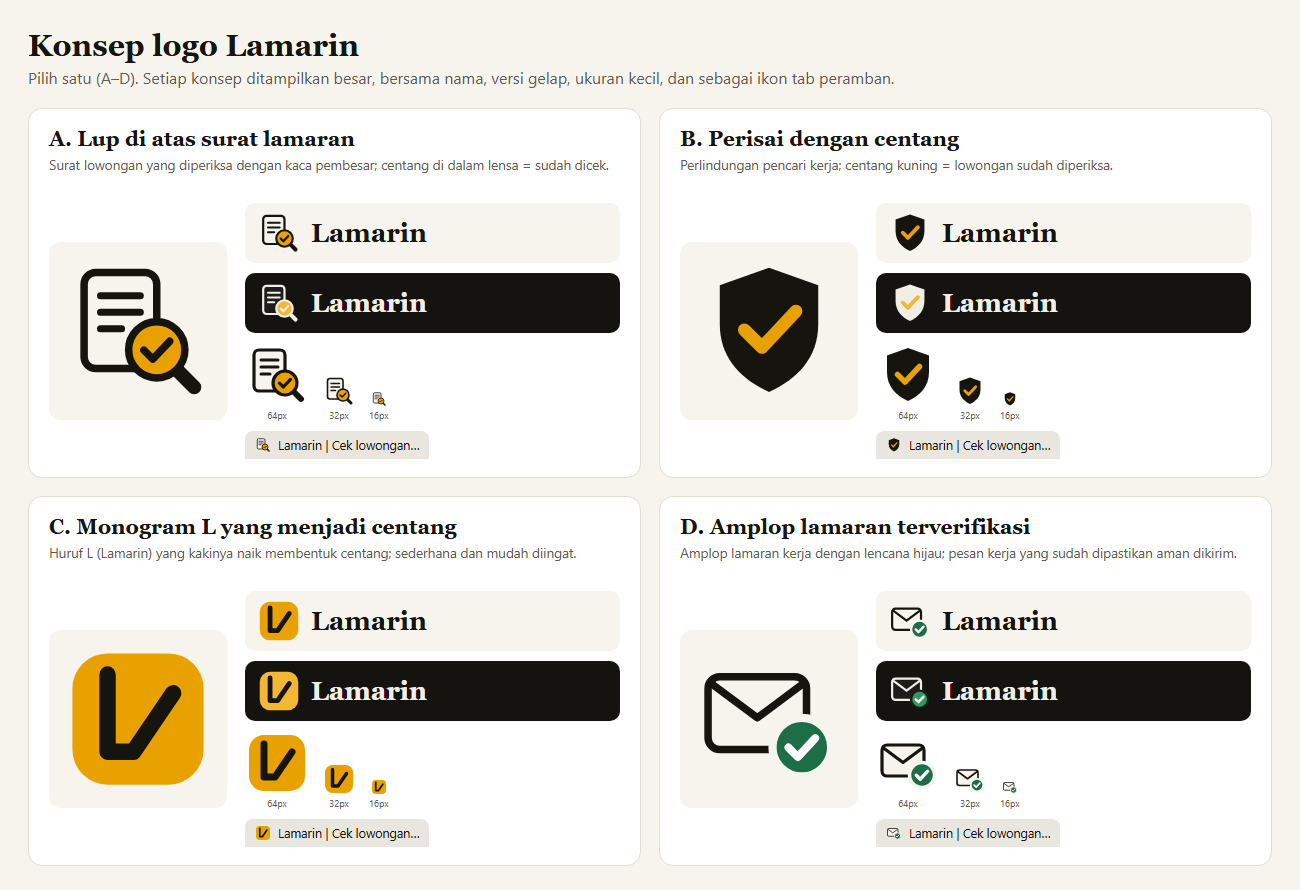 Konsep logo Lamarin
Pilih satu (A–D). Setiap konsep ditampilkan besar, bersama nama, versi gelap, ukuran kecil, dan sebagai ikon tab peramban.
A. Lup di atas surat lamaran
Surat lowongan yang diperiksa dengan kaca pembesar; centang di dalam lensa = sudah dicek.
Lamarin
Lamarin
64px
32px
16px
Lamarin | Cek lowongan...
B. Perisai dengan centang
Perlindungan pencari kerja; centang kuning = lowongan sudah diperiksa.
Lamarin
Lamarin
64px
32px
16px
Lamarin | Cek lowongan...
C. Monogram L yang menjadi centang
Huruf L (Lamarin) yang kakinya naik membentuk centang; sederhana dan mudah diingat.
Lamarin
Lamarin
64px
32px
16px
Lamarin | Cek lowongan...
D. Amplop lamaran terverifikasi
Amplop lamaran kerja dengan lencana hijau; pesan kerja yang sudah dipastikan aman dikirim.
Lamarin
Lamarin
64px
32px
16px
Lamarin | Cek lowongan...